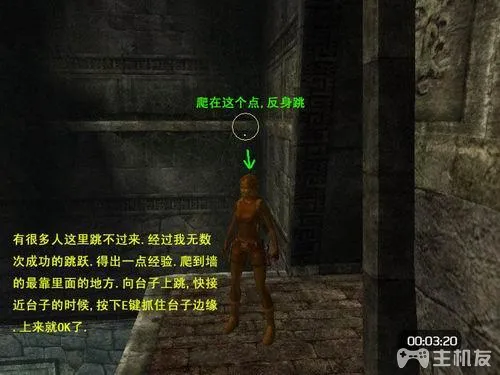 爬在这个点,反身跳
有很多人这里跳不过来.经过我无数
次成功的跳跃.得出一点经验.爬到墙
的最靠里面的地方.向台子上跳,快接
近台子的时候,按下E键抓住台子边缘
.上来就OK了.
00:03:20
主机友